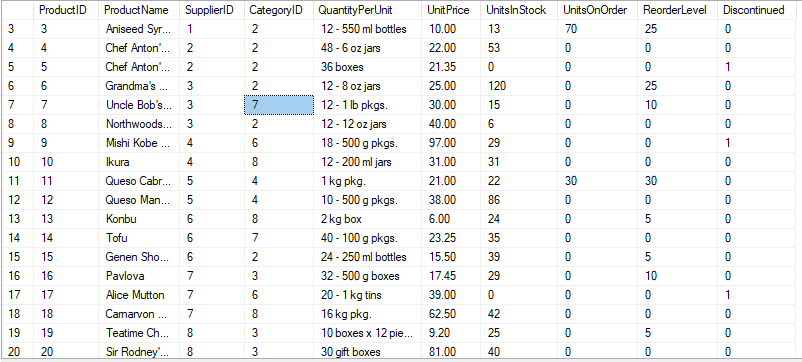 ProductID ProductName SupplierID CategoryID QuantityPerUnit UnitPrice UnitsInStock UnitsOnOrder ReorderLevel Discontinued
3 3 Aniseed Syr... 1 2 12 - 550 ml bottles 10.00 13 70 25 0
4 4 Chef Anton'... 2 2 48 - 6 oz jars 22.00 53 0 0 0
5 5 Chef Anton'... 2 2 36 boxes 21.35 0 0 0 1
6 6 Grandma's ... 3 2 12 - 8 oz jars 25.00 120 0 25 0
7 7 Uncle Bob's... 3 7 12 - 1 lb pkgs. 30.00 15 0 10 0
8 8 Northwoods... 3 2 12 - 12 oz jars 40.00 6 0 0 0
9 9 Mishi Kobe ... 4 6 18 - 500 g pkgs. 97.00 29 0 0 1
10 10 Ikura 4 8 12 - 200 ml jars 31.00 31 0 0 0
11 11 Queso Cabr... 5 4 1 kg pkg. 21.00 22 30 30 0
12 12 Queso Man... 5 4 10 - 500 g pkgs. 38.00 86 0 0 0
13 13 Konbu 6 8 2 kg box 6.00 24 0 5 0
14 14 Tofu 6 7 40 - 100 g pkgs. 23.25 35 0 0 0
15 15 Genen Sho... 6 2 24 - 250 ml bottles 15.50 39 0 5 0
16 16 Pavlova 7 3 32 - 500 g boxes 17.45 29 0 10 0
17 17 Alice Mutton 7 6 20 - 1 kg tins 39.00 0 0 0 1
18 18 Carnarvon ... 7 8 16 kg pkg. 62.50 42 0 0 0
19 19 Teatime Ch... 8 3 10 boxes x 12 pie... 9.20 25 0 5 0
20 20 Sir Rodney'... 8 3 30 gift boxes 81.00 40 0 0 0